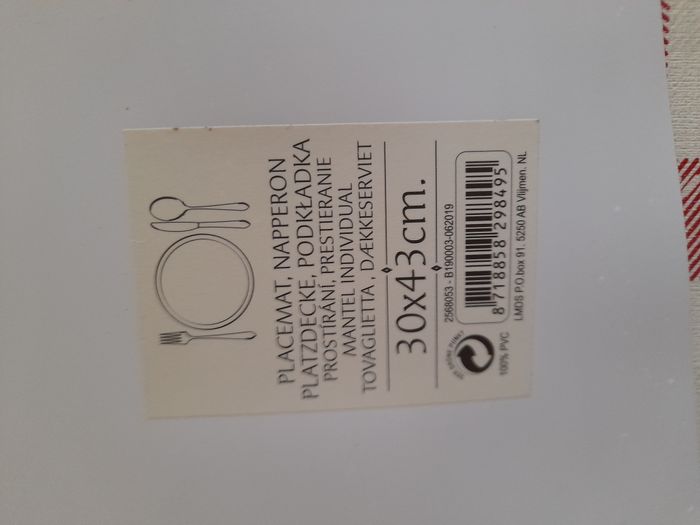 PLACEMAT, NAPPERON
PLATZDECKE, PODKŁADKA
PROSTÍRÁNÍ, PRESTIERANIE
MANTEL INDIVIDUAL
TOVAGLIETTA, DÆKKESERVIET
30x43cm.
2568053 - B190003-062019
8 718858 298495
100% PVC
LMDS P.O.box 91, 5250 AB Vlijmen. NL